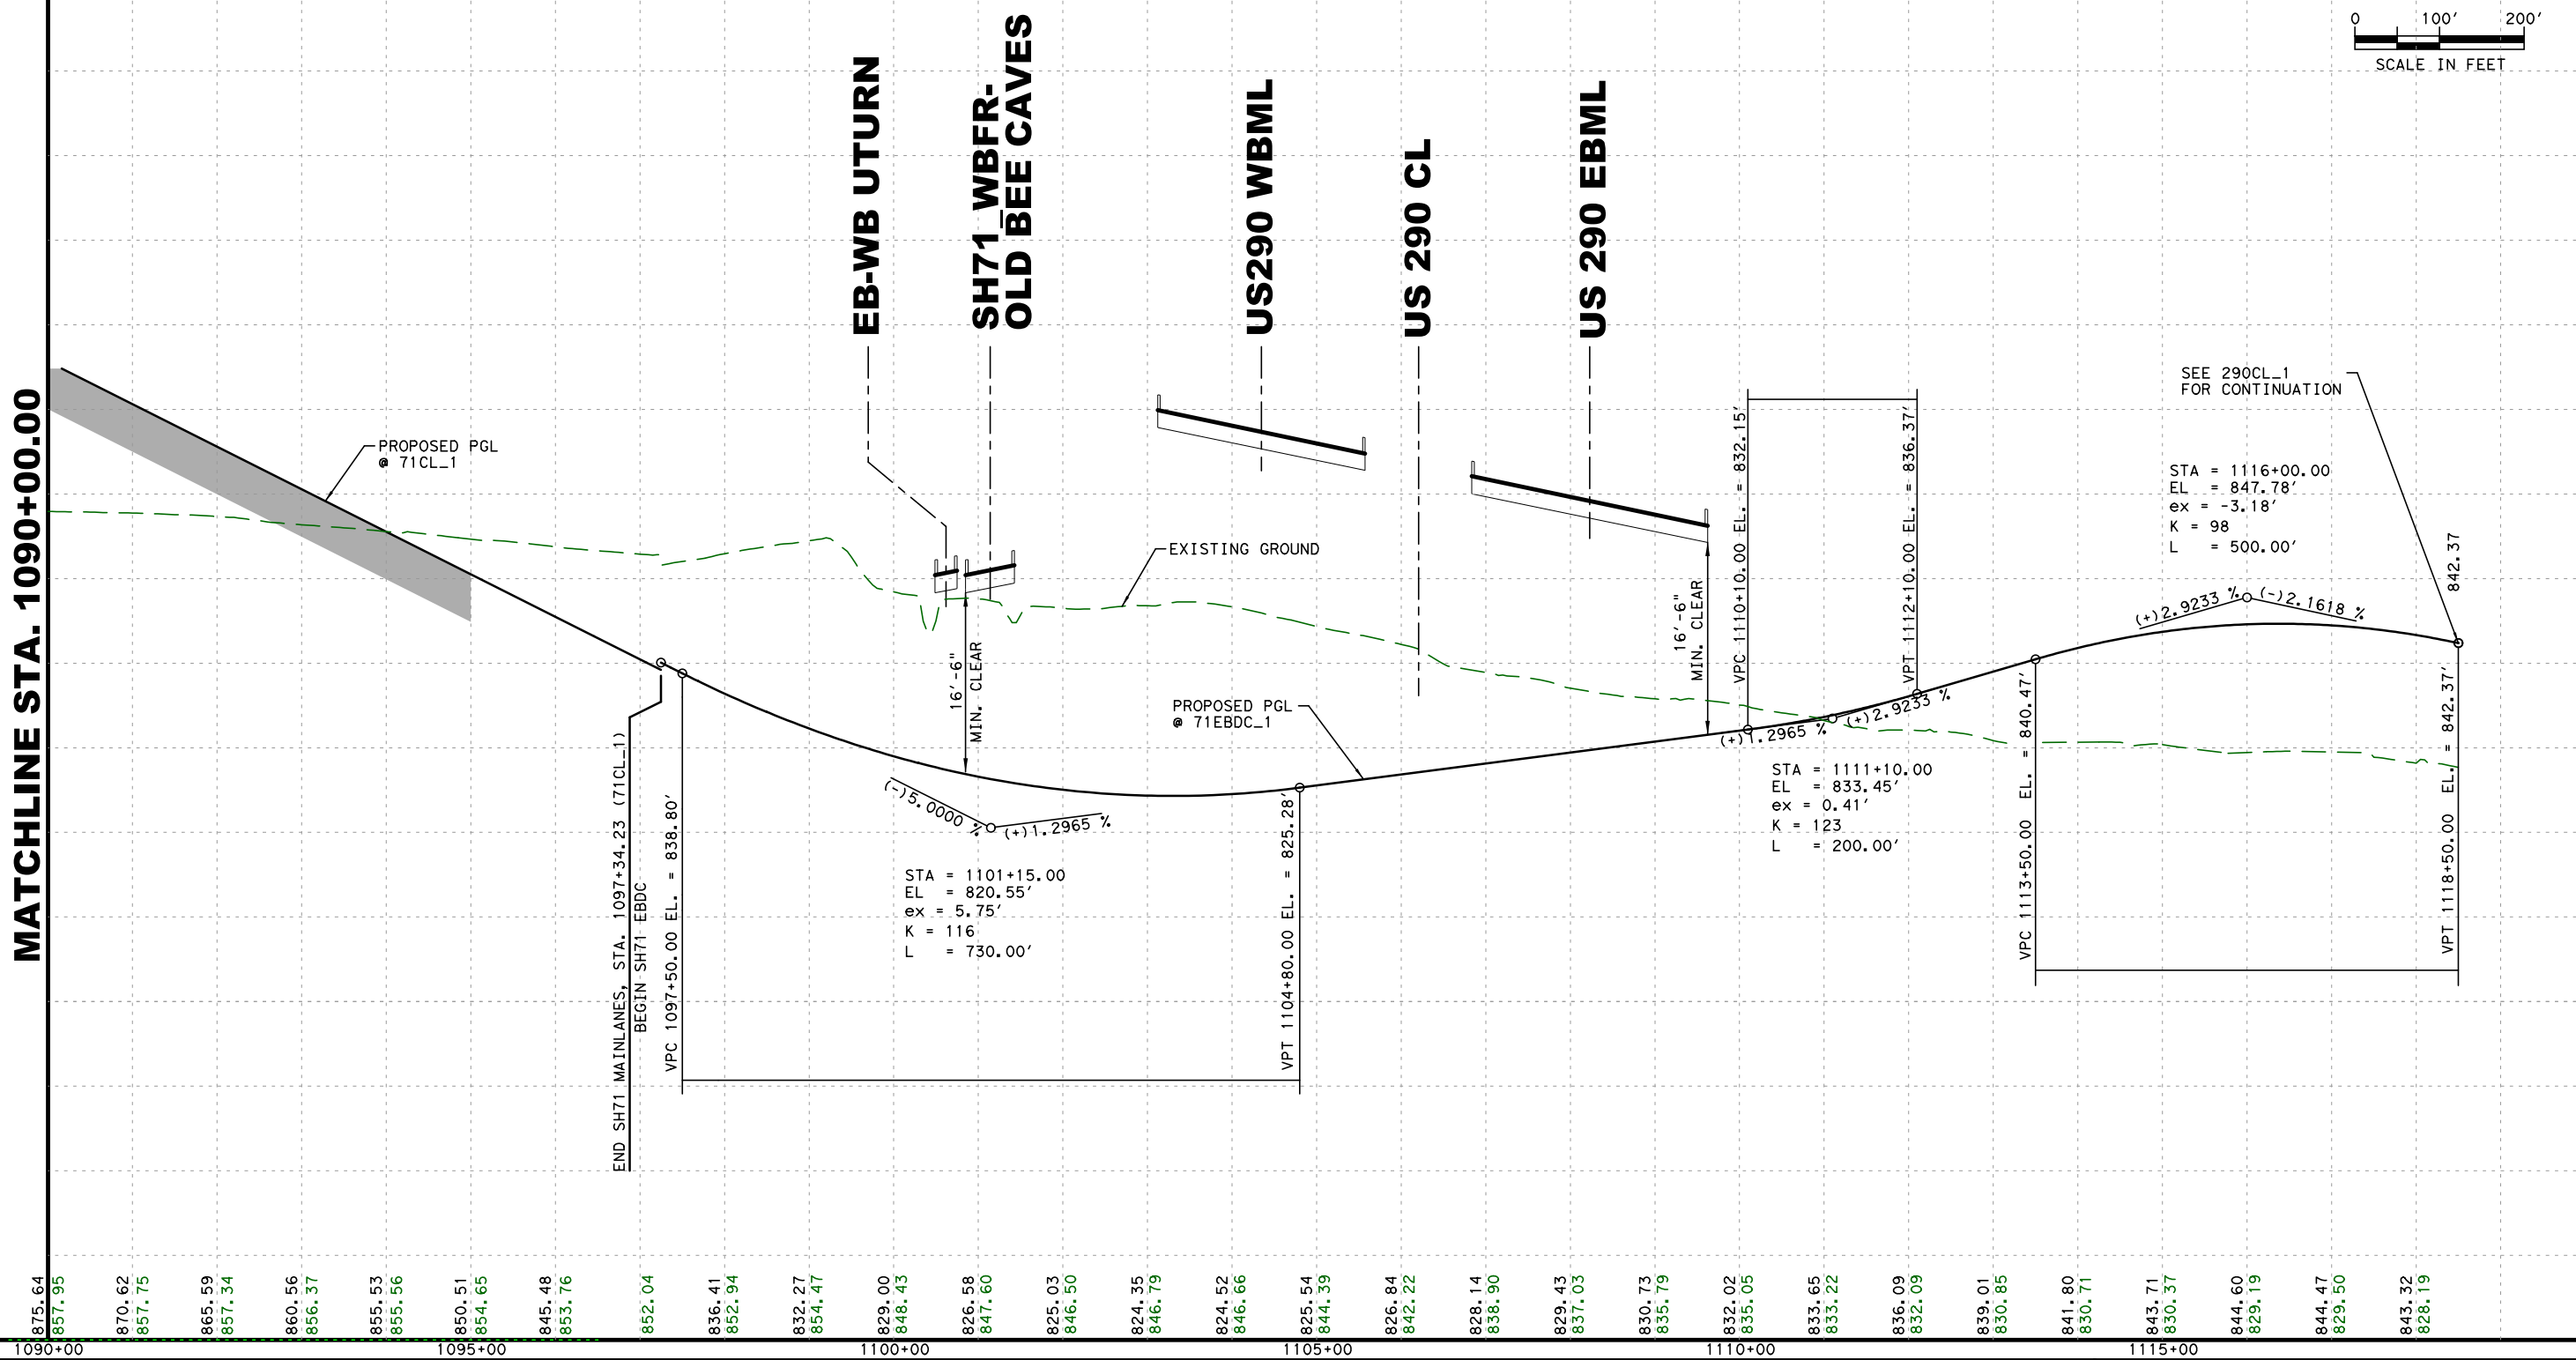 0 100' 200'
SCALE IN FEET
MATCHLINE STA. 1090+00.00
EB-WB UTURN
SH71_WBFR-
OLD BEE CAVES
US290 WBML
US 290 CL
US 290 EBML
PROPOSED PGL
@ 71CL_1
EXISTING GROUND
16'-6"
MIN. CLEAR
PROPOSED PGL
@ 71EBDC_1
16'-6"
MIN. CLEAR
SEE 290CL_1
FOR CONTINUATION
END SH71 MAINLANES, STA. 1097+34.23 (71CL_1)
BEGIN SH71 EBDC
VPC 1097+50.00 EL. = 838.80'
(-)5.0000 %
(+)1.2965 %
STA = 1101+15.00
EL = 820.55'
ex = 5.75'
K = 116
L = 730.00'
VPT 1104+80.00 EL. = 825.28'
VPC 1110+10.00 EL. = 832.15'
VPT 1112+10.00 EL. = 836.37'
(+)1.2965 %
(+)2.9233 %
STA = 1111+10.00
EL = 833.45'
ex = 0.41'
K = 123
L = 200.00'
STA = 1116+00.00
EL = 847.78'
ex = -3.18'
K = 98
L = 500.00'
(+)2.9233 %
(-)2.1618 %
842.37
VPC 1113+50.00 EL. = 840.47'
VPT 1118+50.00 EL. = 842.37'
875.64
857.95
870.62
857.75
865.59
857.34
860.56
856.37
855.53
855.56
850.51
854.65
845.48
853.76
852.04
836.41
852.94
832.27
854.47
829.00
848.43
826.58
847.60
825.03
846.50
824.35
846.79
824.52
846.66
825.54
844.39
826.84
842.22
828.14
838.90
829.43
837.03
830.73
835.79
832.02
835.05
833.65
833.22
836.09
832.09
839.01
830.85
841.80
830.71
843.71
830.37
844.60
829.19
844.47
829.50
843.32
828.19
1090+00 1095+00 1100+00 1105+00 1110+00 1115+00